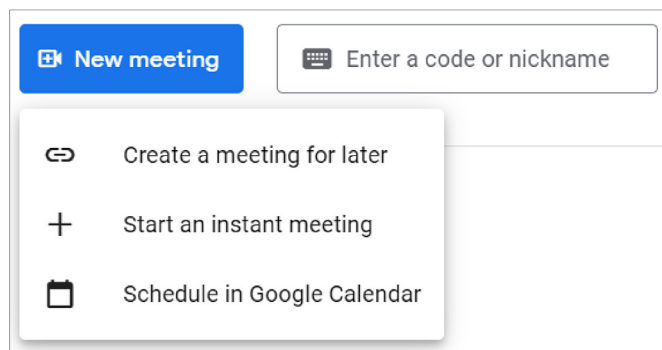 New meeting
Enter a code or nickname
Create a meeting for later
Start an instant meeting
Schedule in Google Calendar